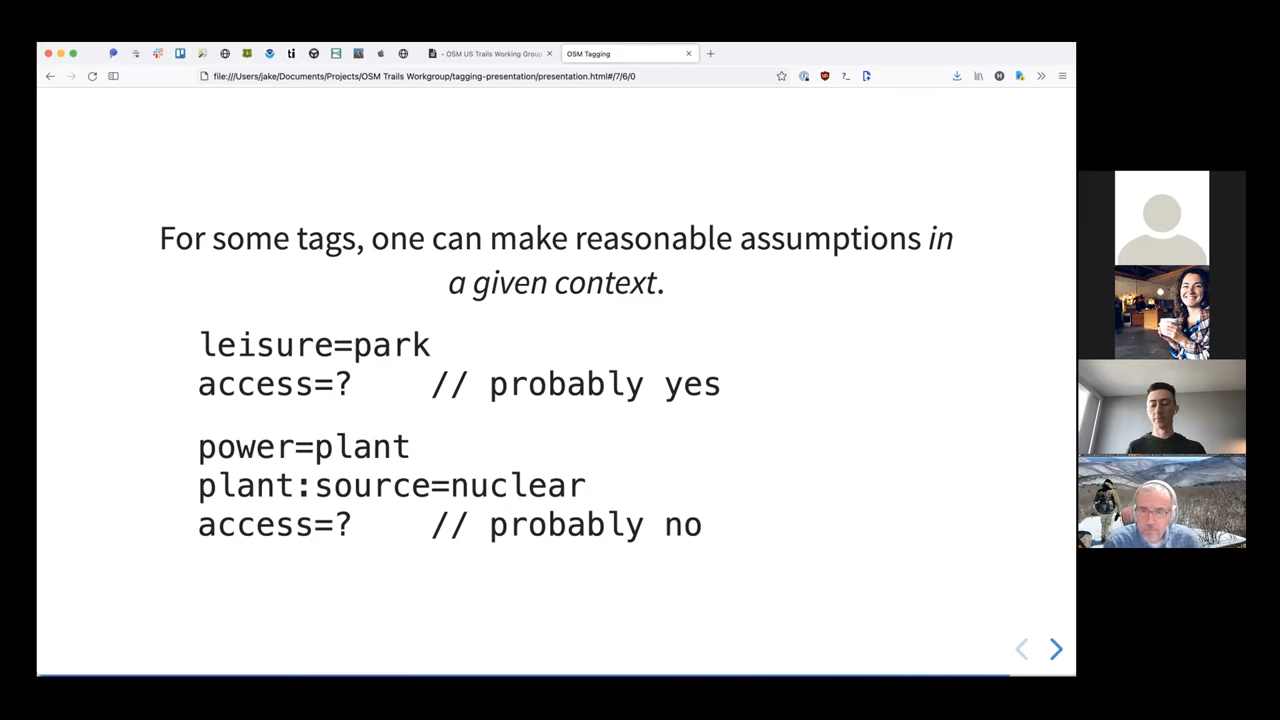 OSM US Trails Working Group
OSM Tagging
file:///Users/jake/Documents/Projects/OSM Trails Workgroup/tagging-presentation/presentation.html#/7/6/0
For some tags, one can make reasonable assumptions in
a given context.
leisure=park
access=? // probably yes
power=plant
plant:source=nuclear
access=? // probably no